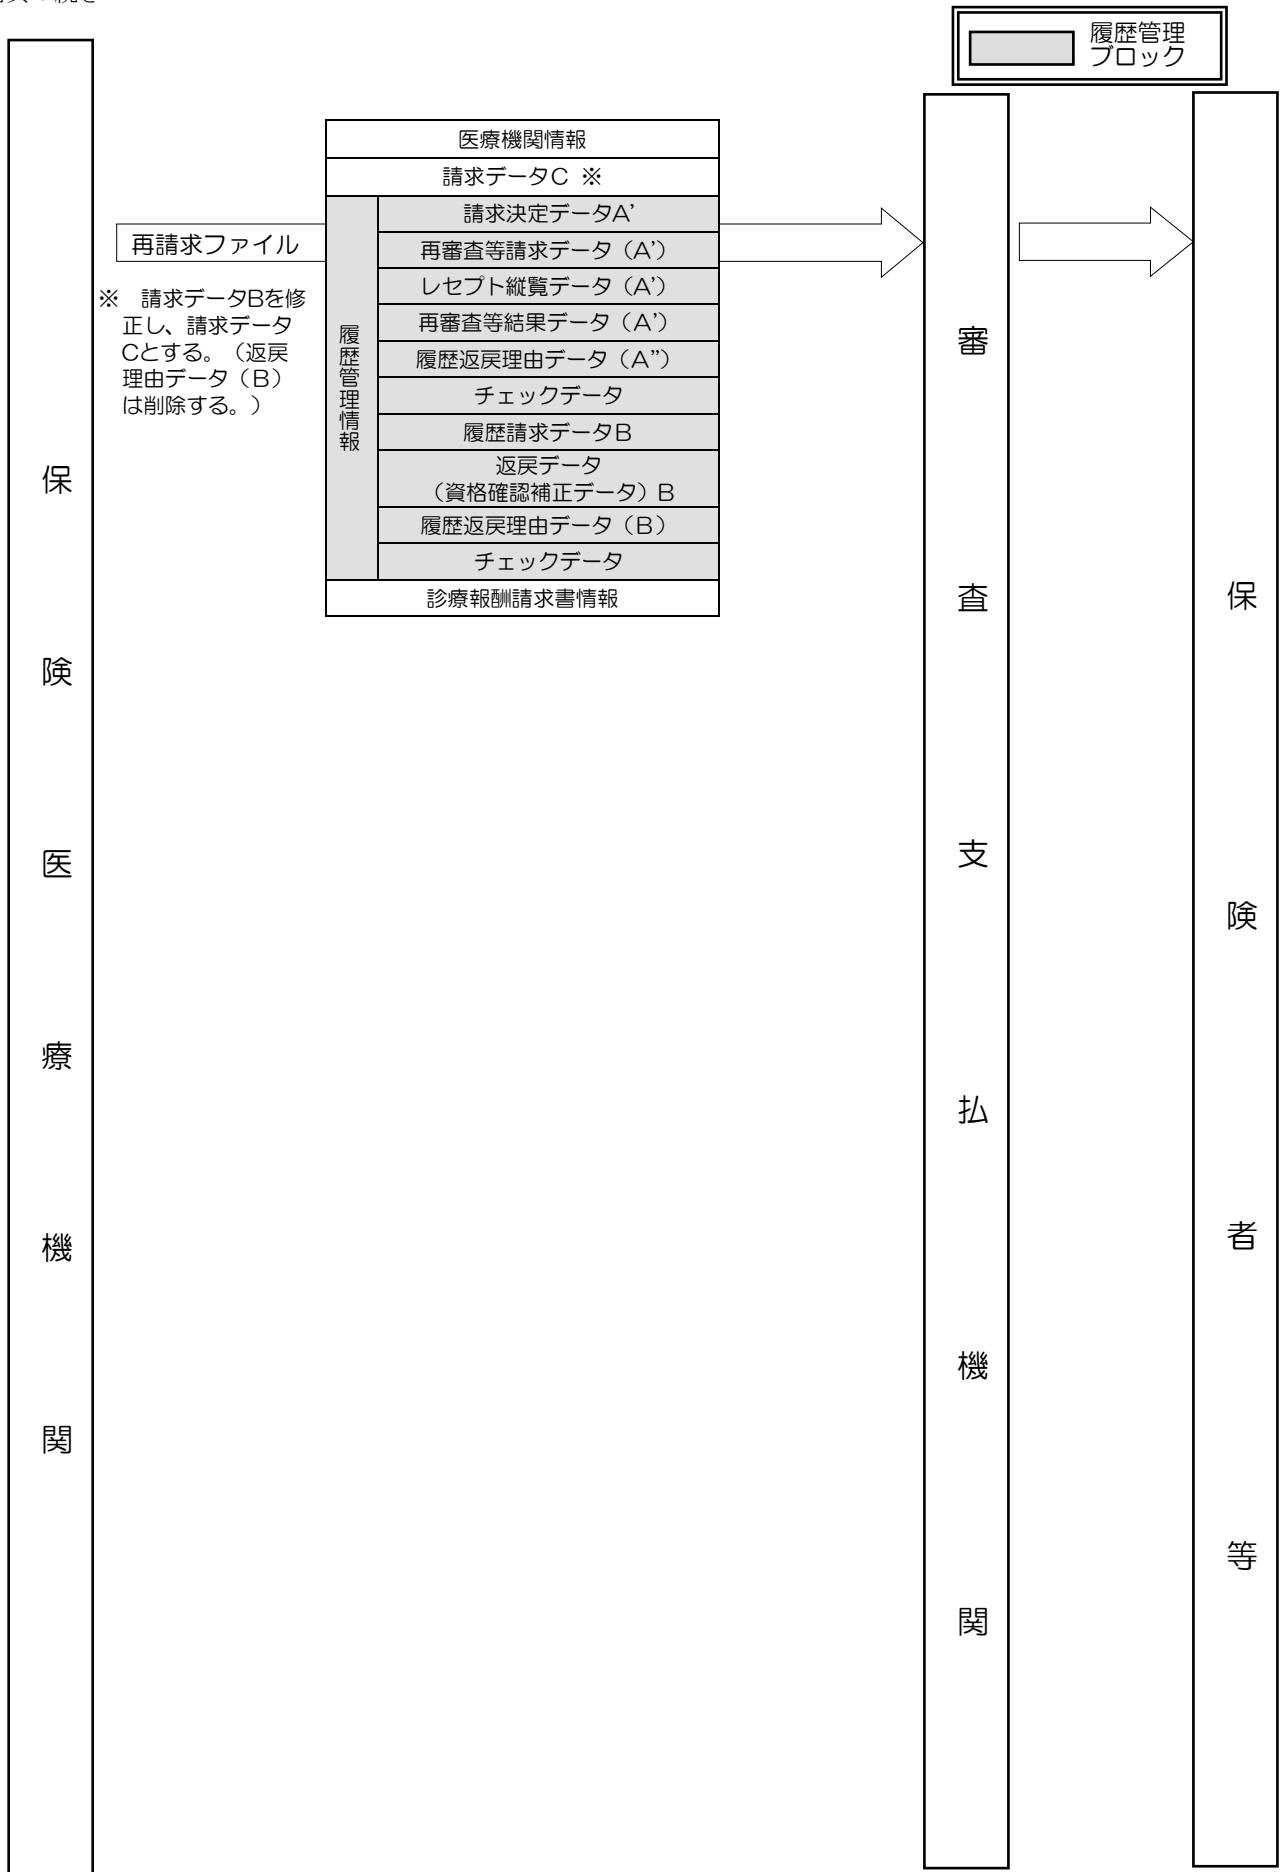 履歴管理
ブロック
医療機関情報
請求データC ※
再請求ファイル
※ 請求データBを修
正し、請求データ
Cとする。（返戻
理由データ（B）
は削除する。）
履歴管理情報
請求決定データA’
再審査等請求データ（A’）
レセプト縦覧データ（A’）
再審査等結果データ（A’）
履歴返戻理由データ（A”）
チェックデータ
履歴請求データB
返戻データ
（資格確認補正データ）B
履歴返戻理由データ（B）
チェックデータ
診療報酬請求書情報
保険医療機関
審査支払機関
保険者等